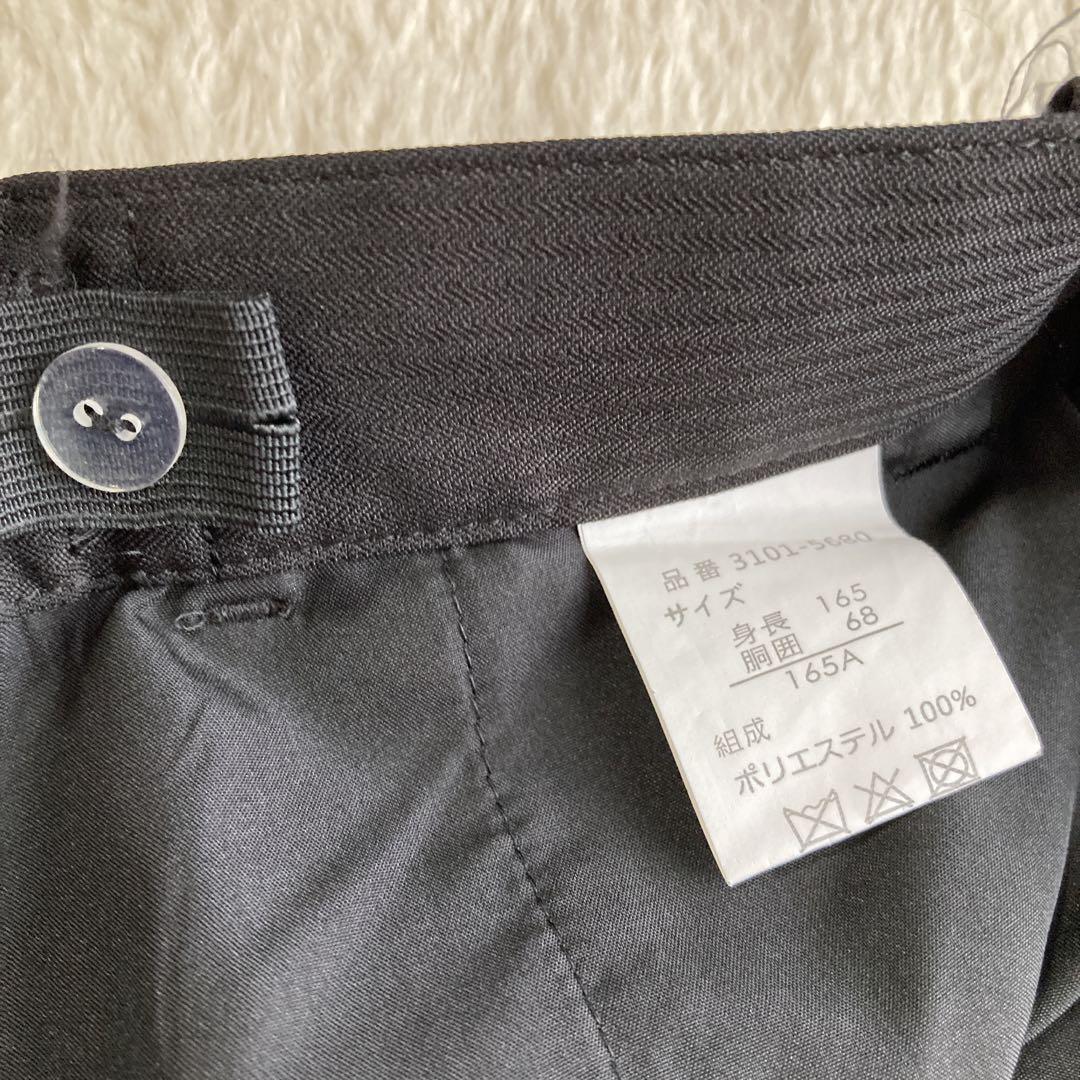 品番 3101-5680
サイズ
身長 165
胴囲 68
165A
組成
ポリエステル 100%